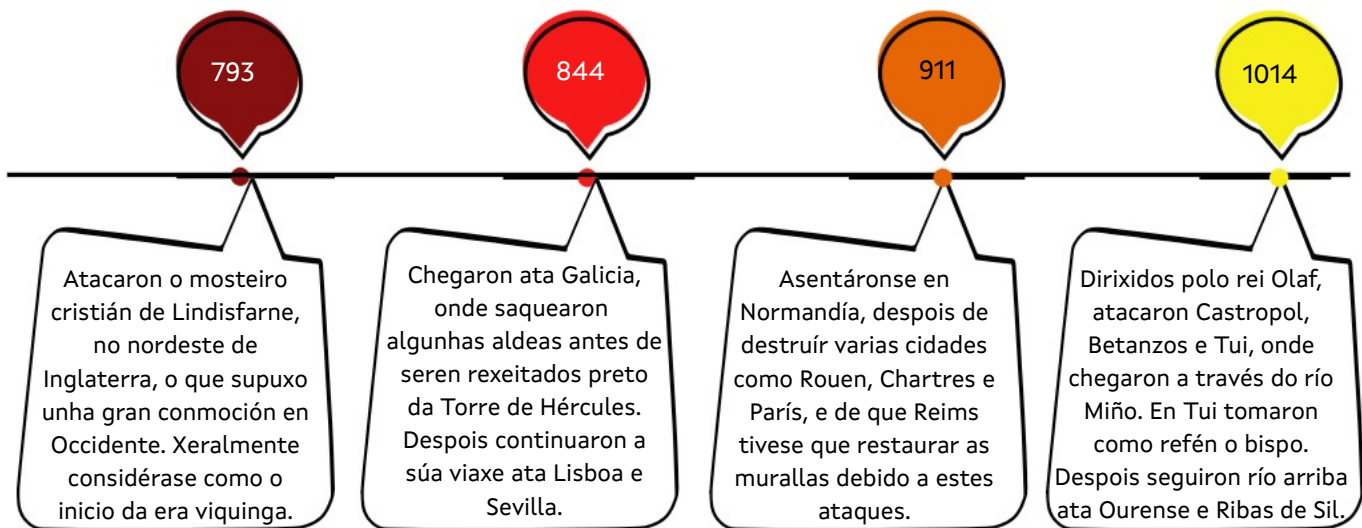 793
Atacaron o mosteiro
cristián de Lindisfarne,
no nordeste de
Inglaterra, o que supuxo
unha gran conmoción en
Occidente. Xeralmente
considérase como o
inicio da era viquinga.
844
Chegaron ata Galicia,
onde saquearon
algunhas aldeas antes de
seren rexeitados preto
da Torre de Hércules.
Despois continuaron a
súa viaxe ata Lisboa e
Sevilla.
911
Asentáronse en
Normandía, despois de
destruír varias cidades
como Rouen, Chartres e
París, e de que Reims
tivese que restaurar as
murallas debido a estes
ataques.
1014
Dirixidos polo rei Olaf,
atacaron Castropol,
Betanzos e Tui, onde
chegaron a través do río
Miño. En Tui tomaron
como refén o bispo.
Despois seguiron río arriba
ata Ourense e Ribas de Sil.